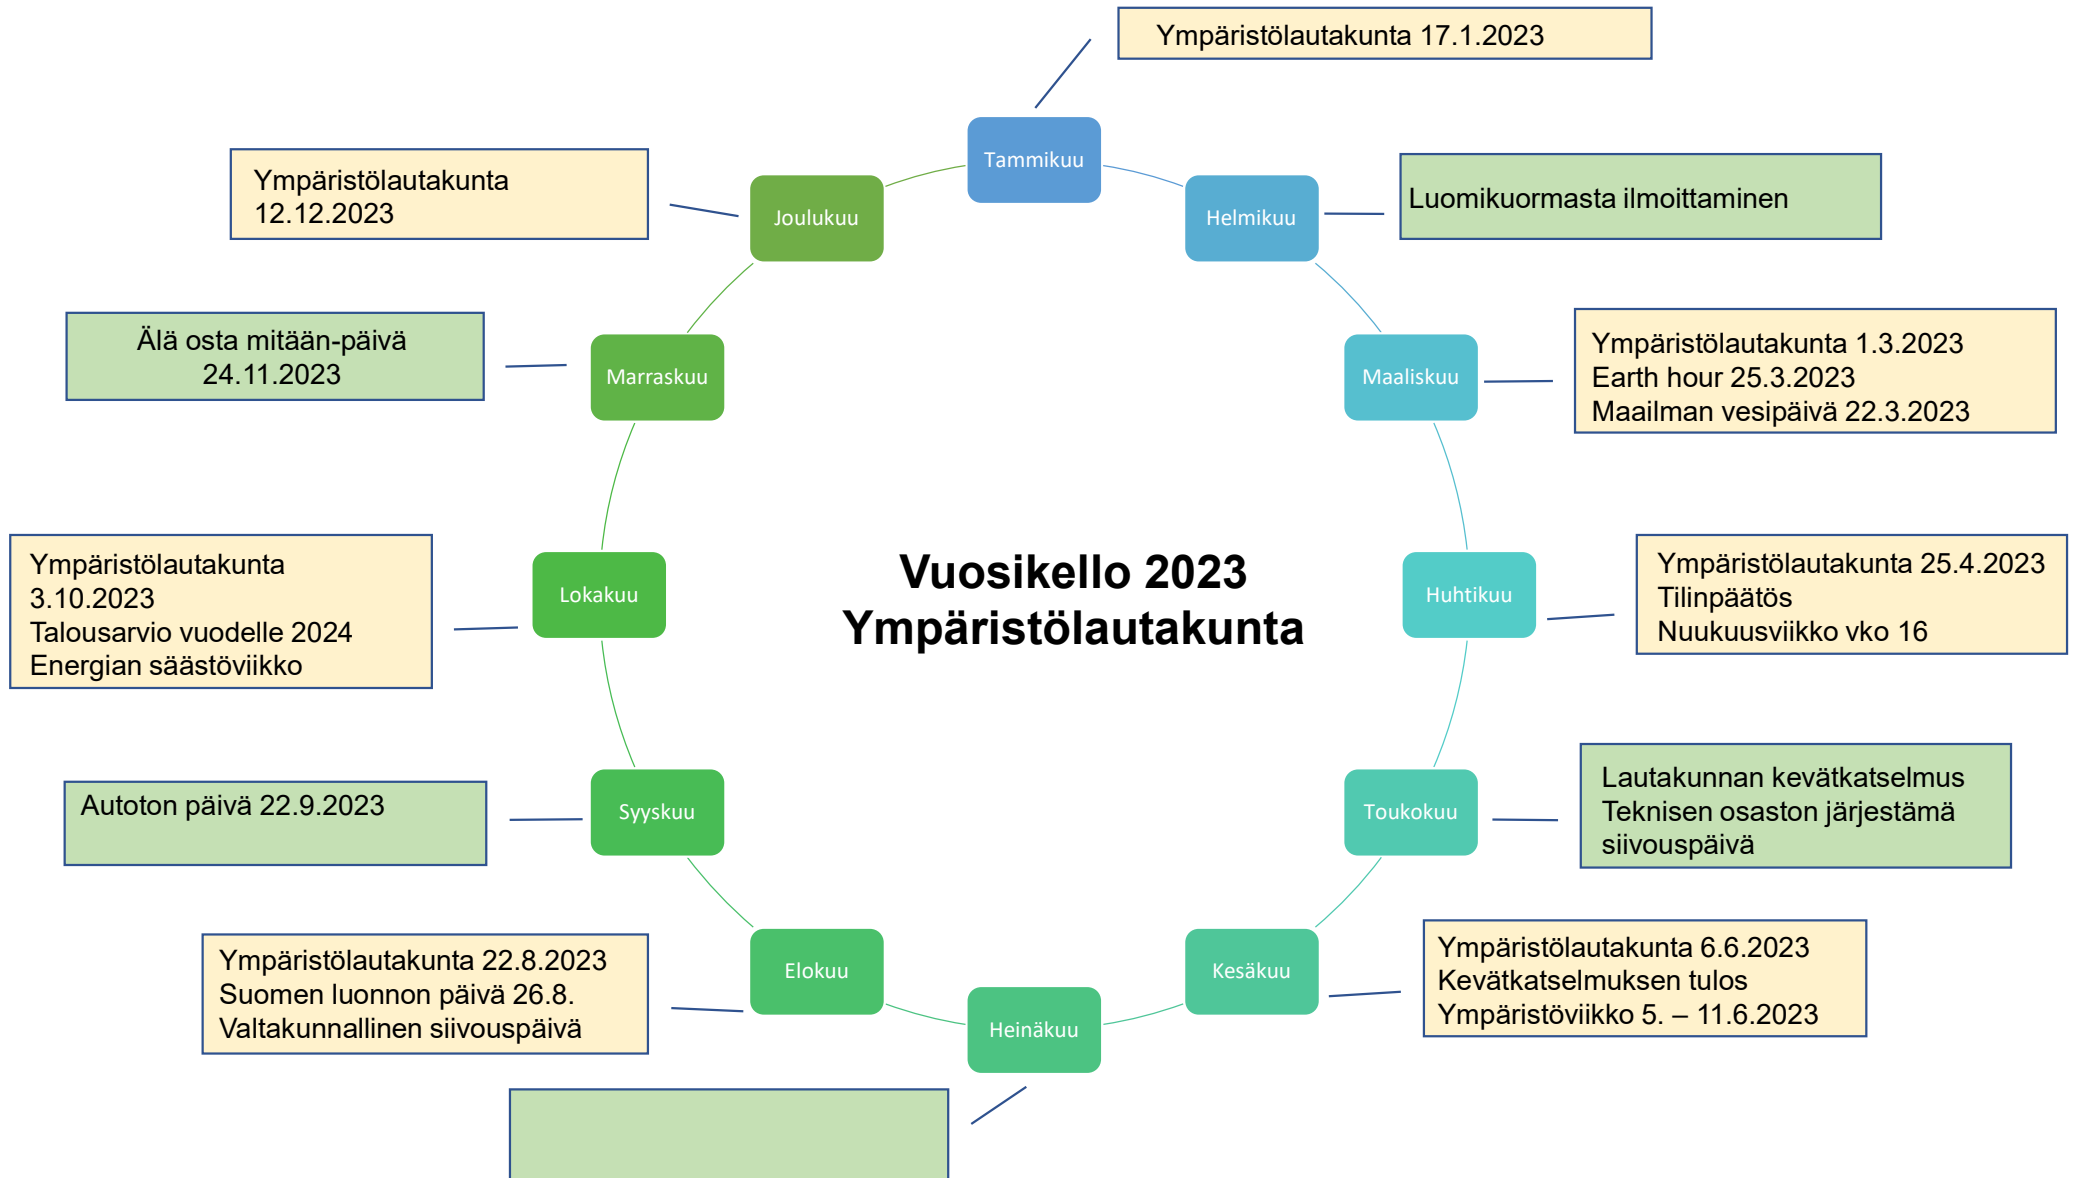 Ympäristölautakunta 17.1.2023
Tammikuu
Ympäristölautakunta
12.12.2023
Joulukuu
Helmikuu
Luomikuormasta ilmoittaminen
Älä osta mitään-päivä
24.11.2023
Marraskuu
Maaliskuu
Ympäristölautakunta 1.3.2023
Earth hour 25.3.2023
Maailman vesipäivä 22.3.2023
Ympäristölautakunta
3.10.2023
Talousarvio vuodelle 2024
Energian säästöviikko
Lokakuu
Vuosikello 2023
Ympäristölautakunta
Huhtikuu
Ympäristölautakunta 25.4.2023
Tilinpäätös
Nuukuusviikko vko 16
Autoton päivä 22.9.2023
Syyskuu
Toukokuu
Lautakunnan kevätkatselmus
Teknisen osaston järjestämä
siivouspäivä
Ympäristölautakunta 22.8.2023
Suomen luonnon päivä 26.8.
Valtakunnallinen siivouspäivä
Elokuu
Heinäkuu
Kesäkuu
Ympäristölautakunta 6.6.2023
Kevätkatselmuksen tulos
Ympäristöviikko 5. – 11.6.2023